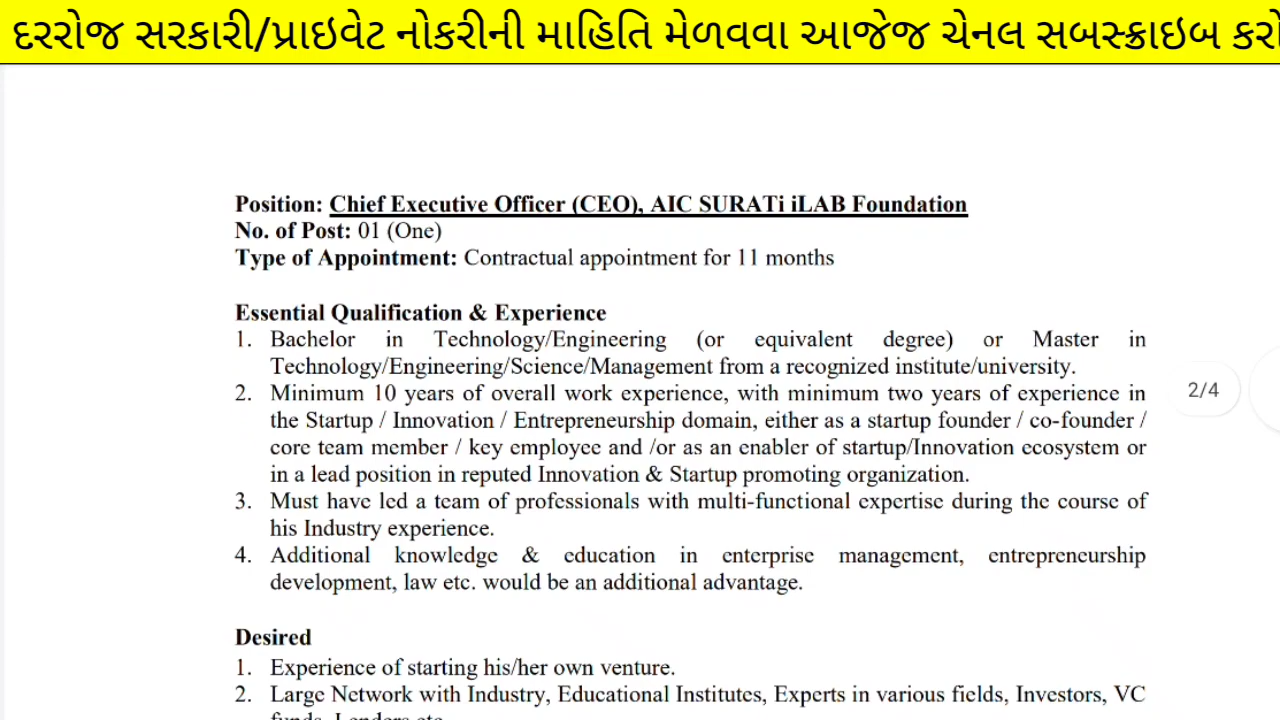 દરરોજ સરકારી/પ્રાઇવેટ નોકરીની માહિતિ મેળવવા આજેજ ચેનલ સબસ્ક્રાઇબ કરો
Position: Chief Executive Officer (CEO), AIC SURATi iLAB Foundation
No. of Post: 01 (One)
Type of Appointment: Contractual appointment for 11 months
Essential Qualification & Experience
1. Bachelor in Technology/Engineering (or equivalent degree) or Master in
Technology/Engineering/Science/Management from a recognized institute/university.
2. Minimum 10 years of overall work experience, with minimum two years of experience in
the Startup / Innovation / Entrepreneurship domain, either as a startup founder / co-founder /
core team member / key employee and /or as an enabler of startup/Innovation ecosystem or
in a lead position in reputed Innovation & Startup promoting organization.
2/4
3. Must have led a team of professionals with multi-functional expertise during the course of
his Industry experience.
4. Additional knowledge & education in enterprise management, entrepreneurship
development, law etc. would be an additional advantage.
Desired
1. Experience of starting his/her own venture.
2. Large Network with Industry, Educational Institutes, Experts in various fields, Investors, VC
funds, Lenders etc.